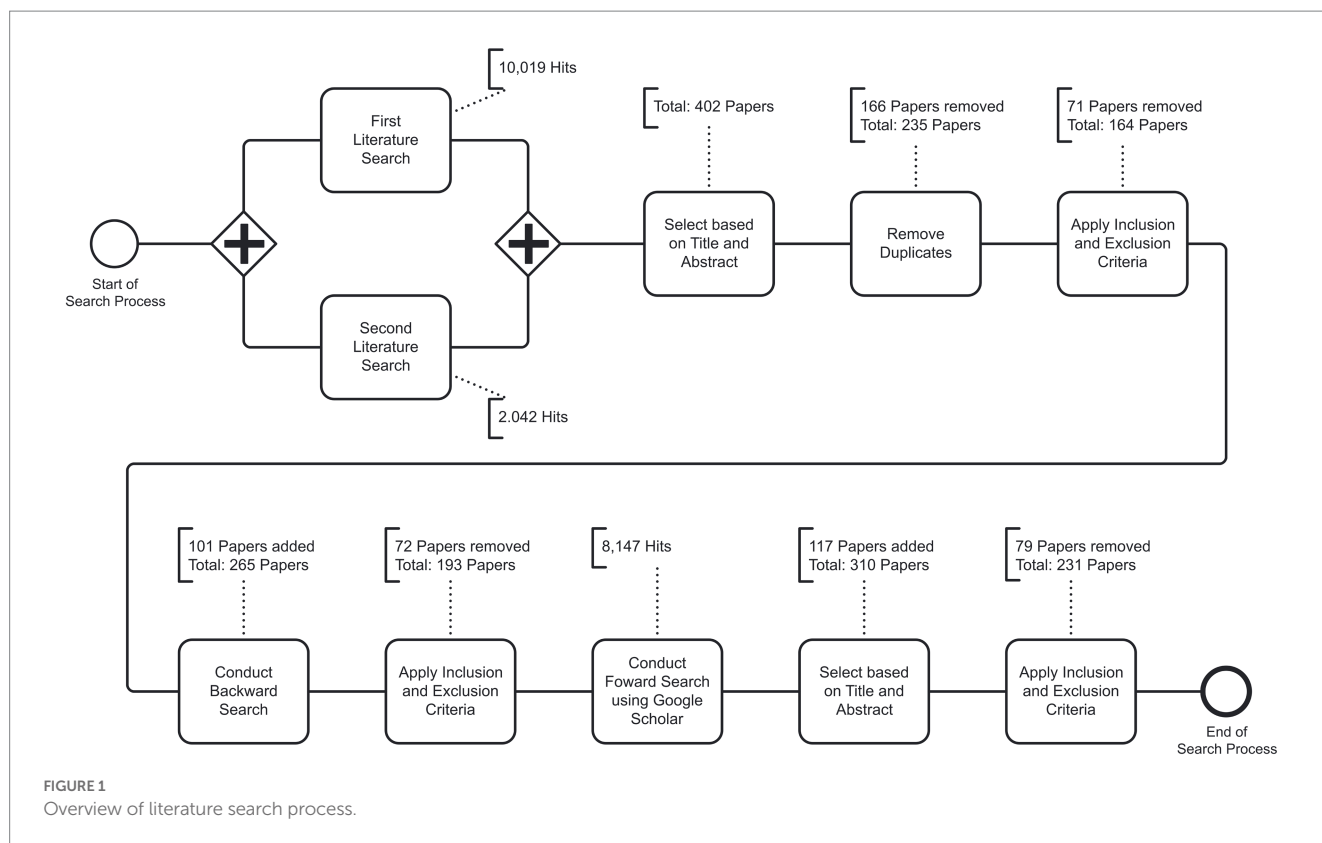 10,019 Hits
First
Literature
Search
Total: 402 Papers
166 Papers removed
Total: 235 Papers
71 Papers removed
Total: 164 Papers
Start of
Search Process
Select based
on Title and
Abstract
Remove
Duplicates
Apply Inclusion
and Exclusion
Criteria
Second
Literature
Search
2.042 Hits
101 Papers added
Total: 265 Papers
72 Papers removed
Total: 193 Papers
8,147 Hits
117 Papers added
Total: 310 Papers
79 Papers removed
Total: 231 Papers
Conduct
Backward
Search
Apply Inclusion
and Exclusion
Criteria
Conduct
Foward Search
using Google
Scholar
Select based
on Title and
Abstract
Apply Inclusion
and Exclusion
Criteria
End of
Search Process
FIGURE 1
Overview of literature search process.